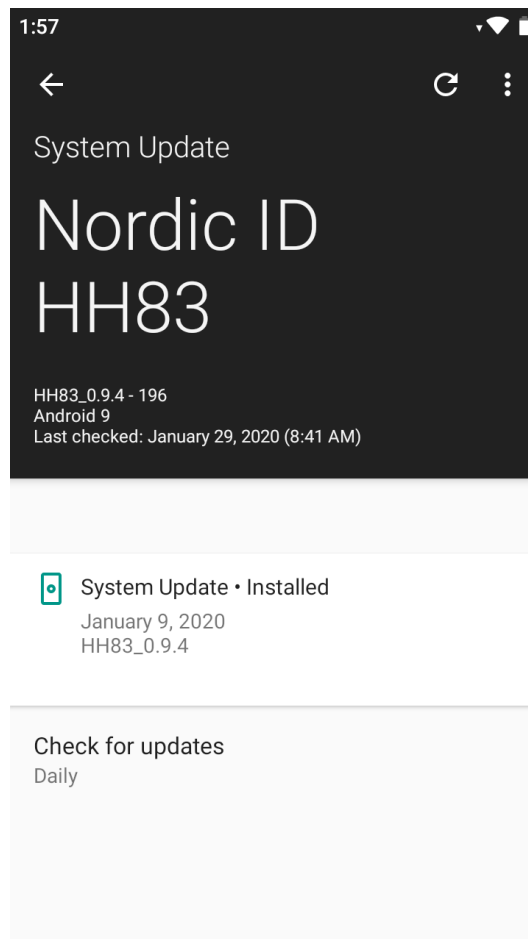 1:57
System Update
Nordic ID
HH83
HH83_0.9.4 - 196
Android 9
Last checked: January 29, 2020 (8:41 AM)
System Update • Installed
January 9, 2020
HH83_0.9.4
Check for updates
Daily